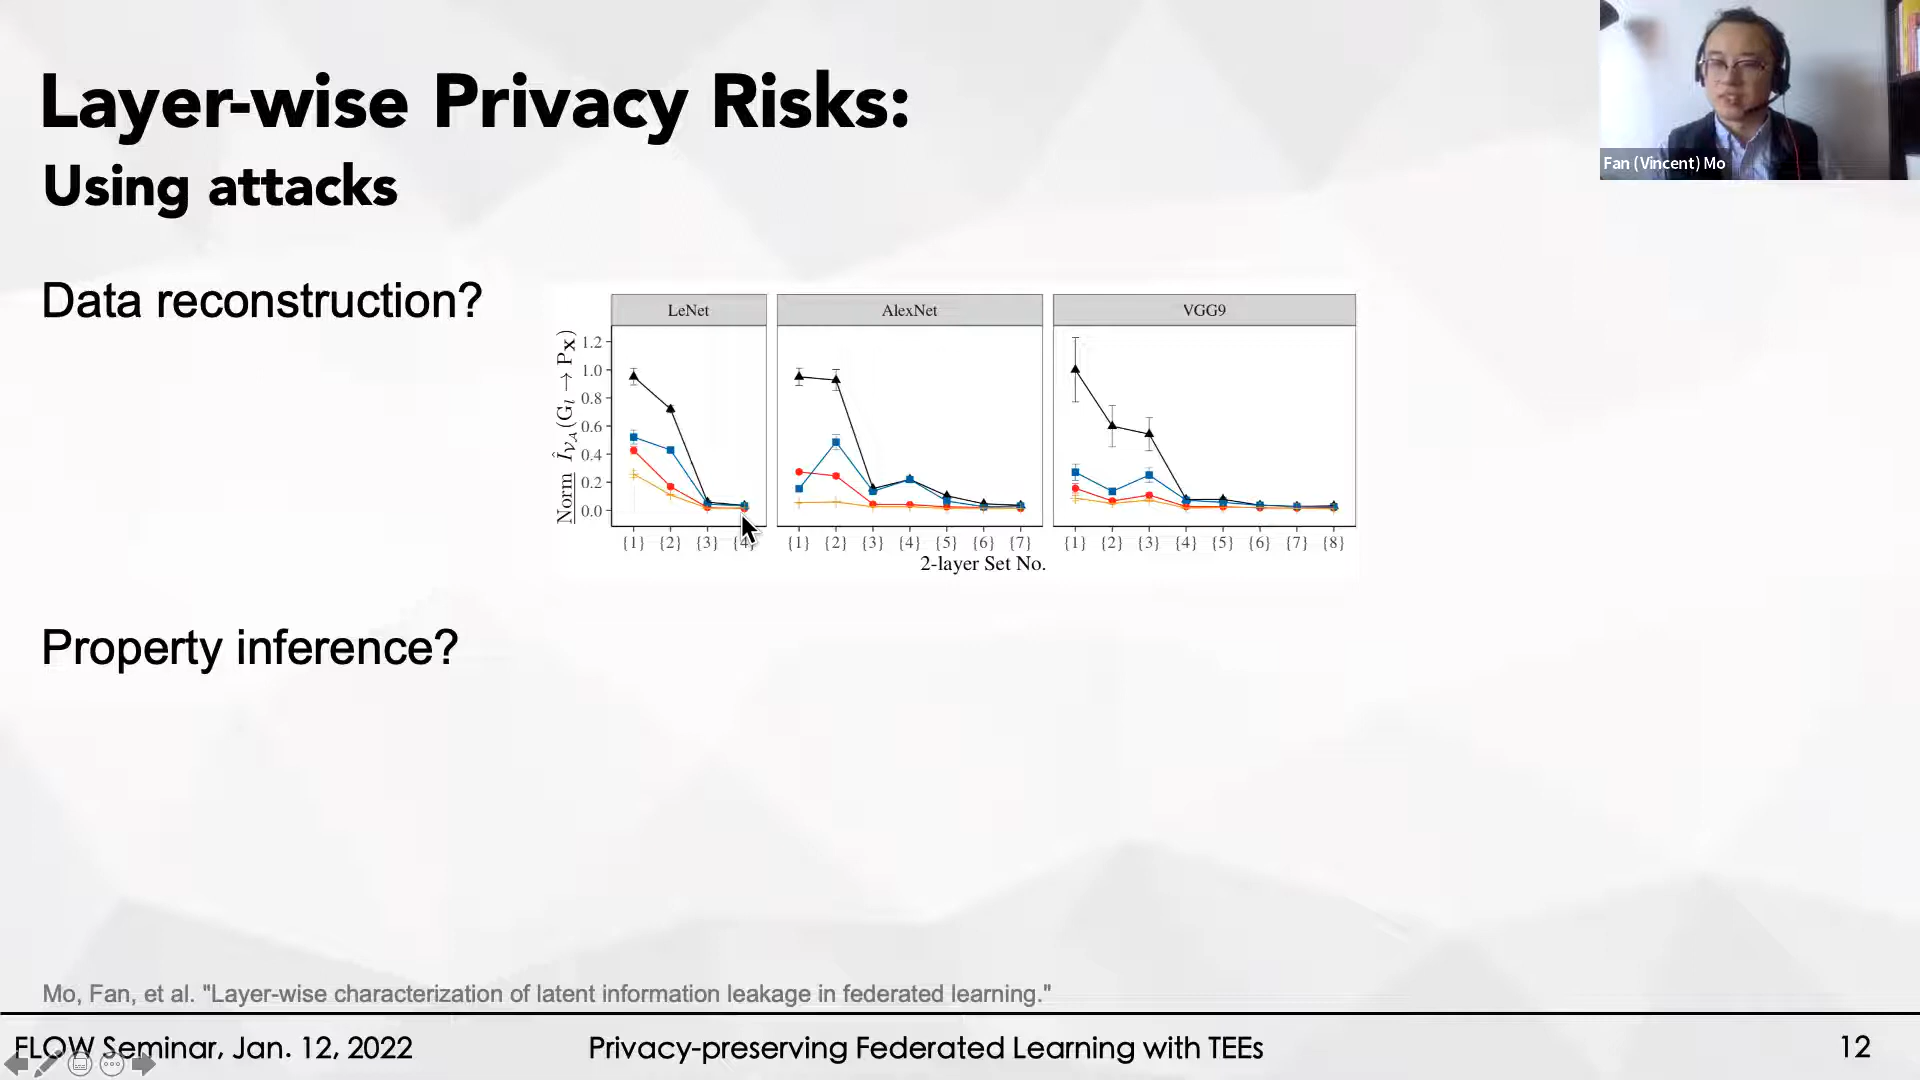 Layer-wise Privacy Risks:
Using attacks
Fan (Vincent) Mo
Data reconstruction?
LeNet AlexNet VGG9
Norm Î𝒱_A(G_l → Px)
1.2
1.0
0.8
0.6
0.4
0.2
0.0
{1} {2} {3} {4} {1} {2} {3} {4} {5} {6} {7} {1} {2} {3} {4} {5} {6} {7} {8}
2-layer Set No.
Property inference?
Mo, Fan, et al. "Layer-wise characterization of latent information leakage in federated learning."
FLOW Seminar, Jan. 12, 2022 Privacy-preserving Federated Learning with TEEs 12